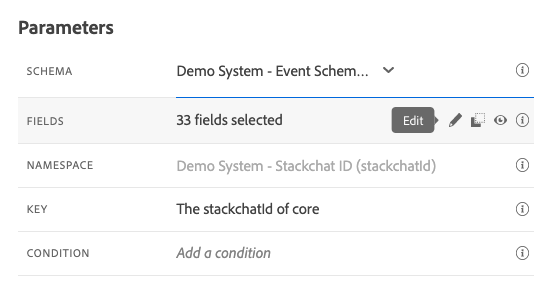 Parameters
SCHEMA Demo System - Event Schem...
FIELDS 33 fields selected Edit
NAMESPACE Demo System - Stackchat ID (stackchatId)
KEY The stackchatId of core
CONDITION Add a condition